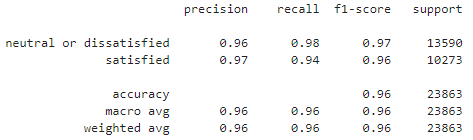 precision recall f1-score support
neutral or dissatisfied 0.96 0.98 0.97 13590
satisfied 0.97 0.94 0.96 10273
accuracy 0.96 23863
macro avg 0.96 0.96 0.96 23863
weighted avg 0.96 0.96 0.96 23863